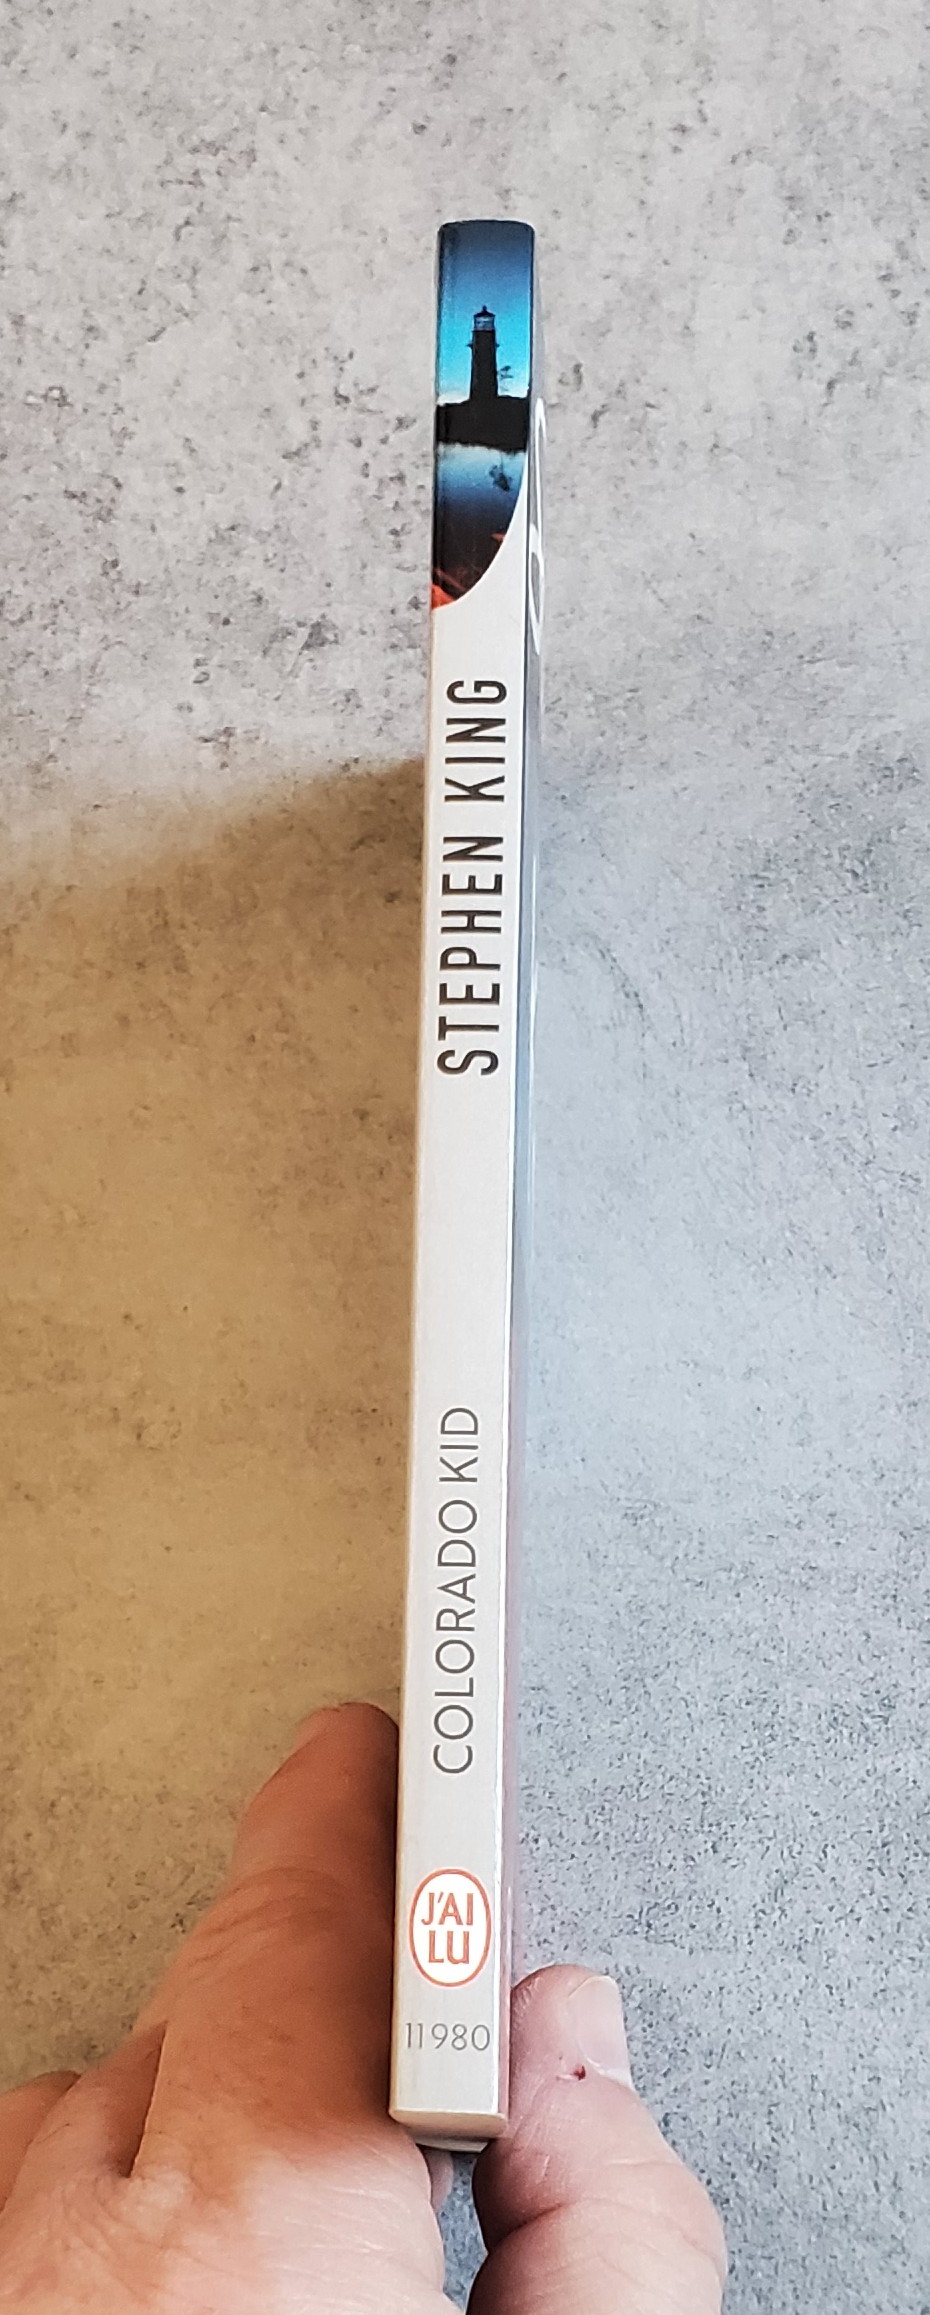 STEPHEN KING
COLORADO KID
J'AI
LU
11980